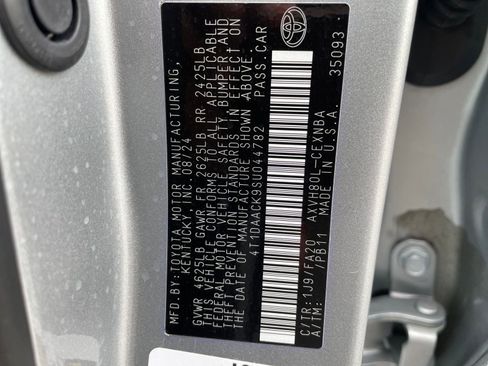 MFD.BY:TOYOTA MOTOR MANUFACTURING,
KENTUCKY, INC. 08/24
GVWR 4625LB GAWR FR 2625LB RR 2425LB
THIS VEHICLE CONFORMS TO ALL APPLICABLE
FEDERAL MOTOR VEHICLE SAFETY, BUMPER AND
THEFT PREVENTION STANDARDS IN EFFECT ON
THE DATE OF MANUFACTURE SHOWN ABOVE.
4T1DAACK9SU044782 PASS.CAR
C/TR:1J9/FA20 AXVH80L-CEXNBA
A/TM: /PB11 MADE IN U.S.A. 35093